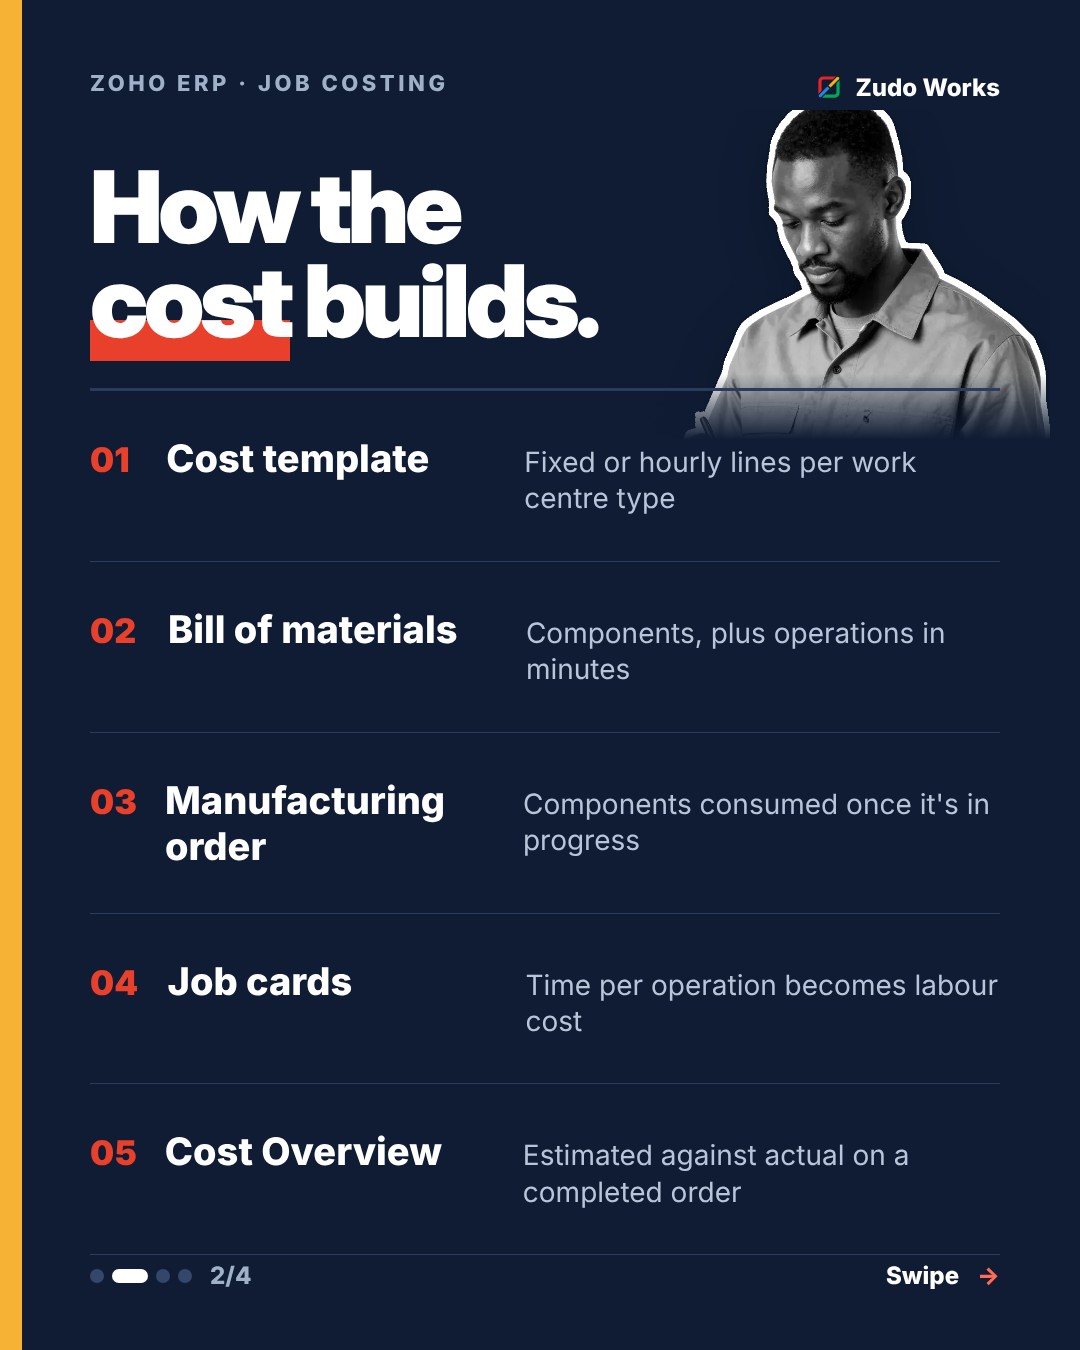 ZOHO ERP · JOB COSTING
Zudo Works
How the
cost builds.
01 Cost template
Fixed or hourly lines per work
centre type
02 Bill of materials
Components, plus operations in
minutes
03 Manufacturing
order
Components consumed once it's in
progress
04 Job cards
Time per operation becomes labour
cost
05 Cost Overview
Estimated against actual on a
completed order
2/4
Swipe →